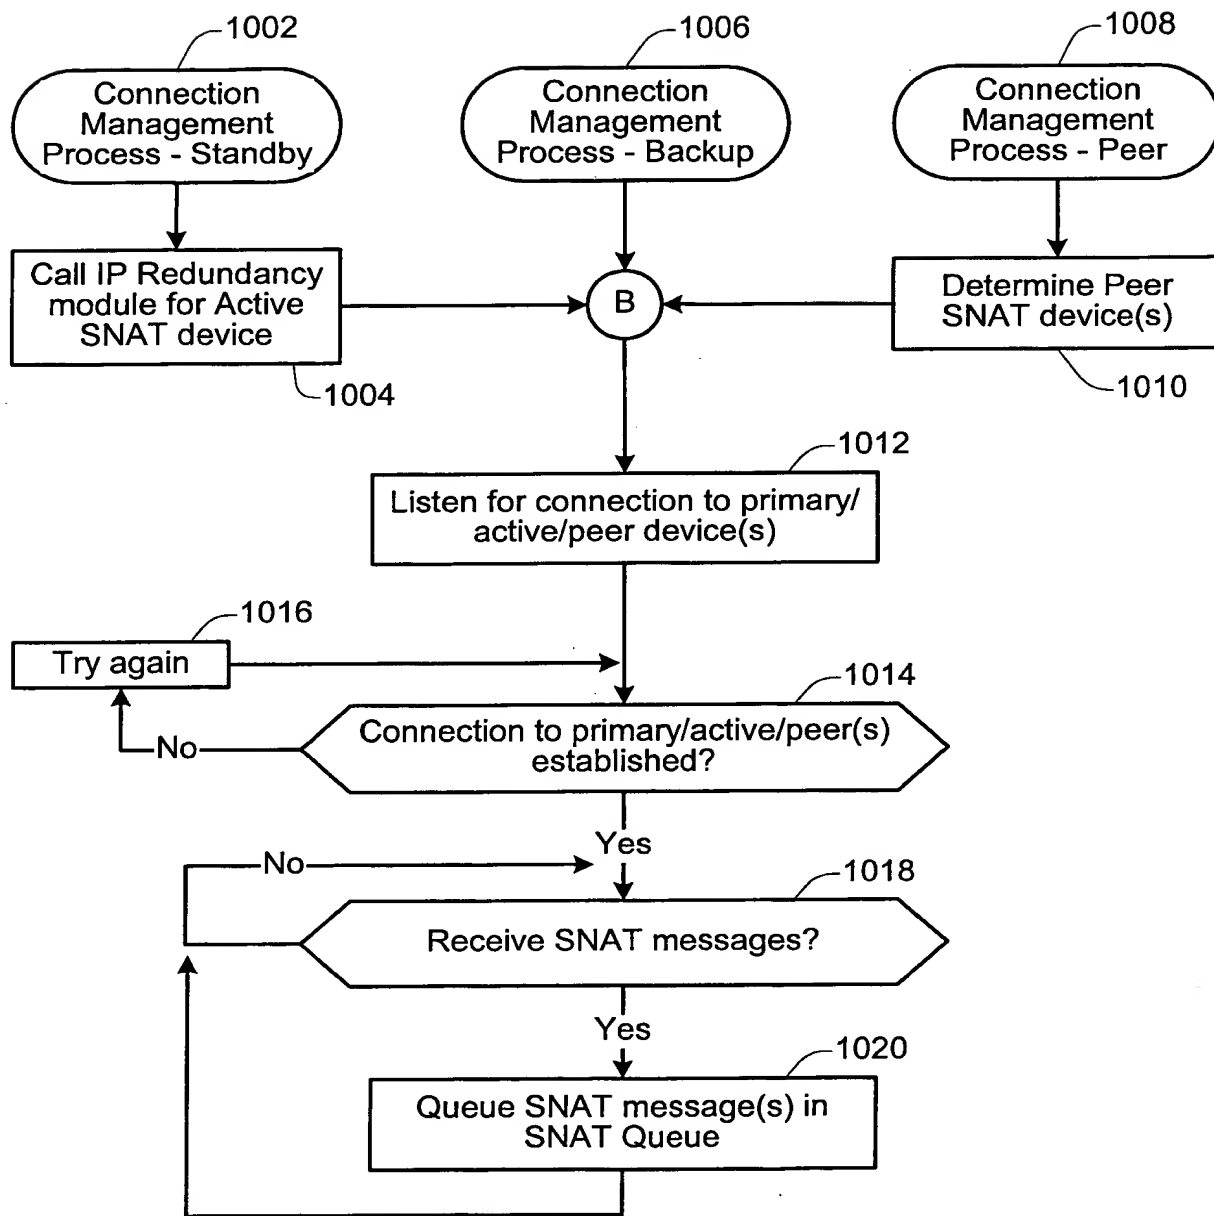 1002
1006
1008
Connection
Management
Process - Standby
Connection
Management
Process - Backup
Connection
Management
Process - Peer
Call IP Redundancy
module for Active
SNAT device
B
Determine Peer
SNAT device(s)
1004
1010
1012
Listen for connection to primary/
active/peer device(s)
1016
Try again
1014
Connection to primary/active/peer(s)
established?
No
Yes
No
1018
Receive SNAT messages?
Yes
1020
Queue SNAT message(s) in
SNAT Queue